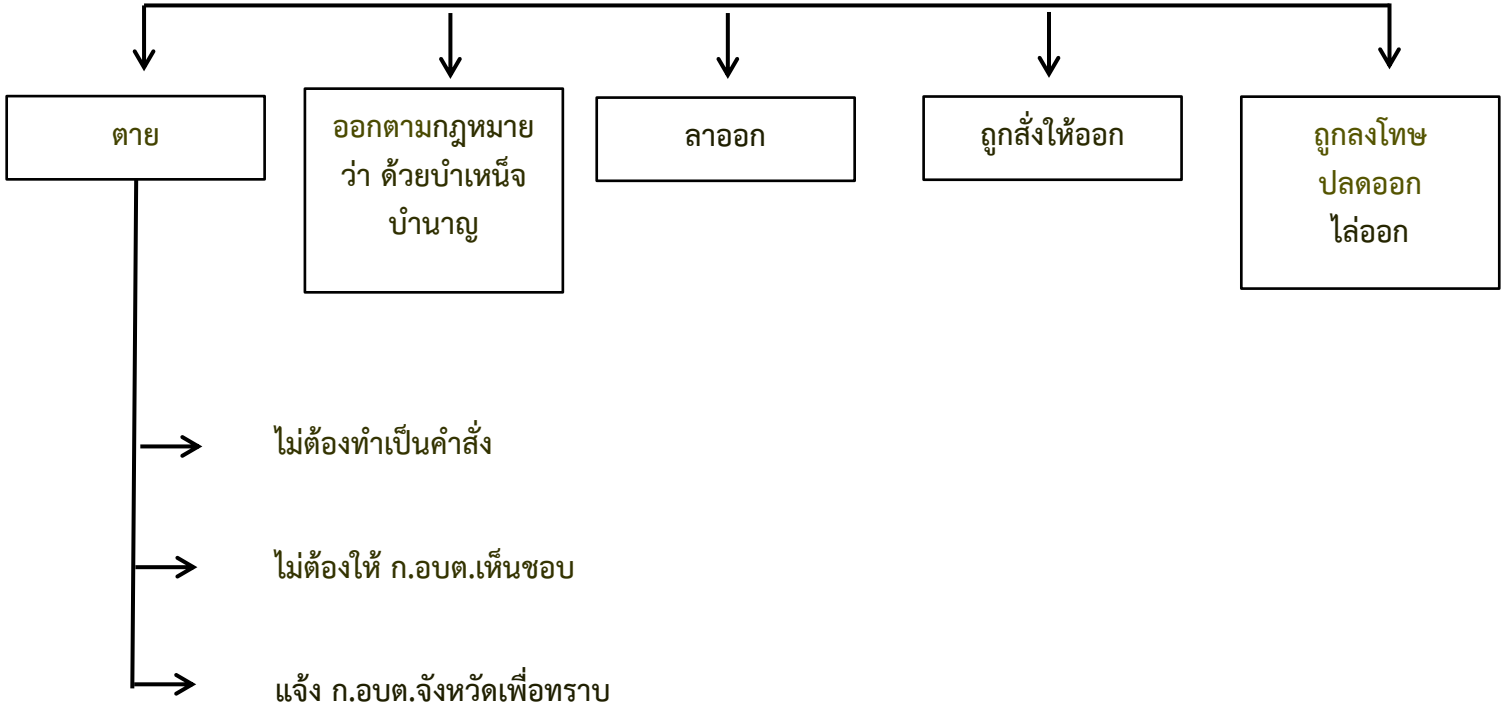 ตาย
ออกตามกฎหมาย
ว่า ด้วยบำเหน็จ
บำนาญ
ลาออก
ถูกสั่งให้ออก
ถูกลงโทษ
ปลดออก
ไล่ออก
ไม่ต้องทำเป็นคำสั่ง
ไม่ต้องให้ ก.อบต.เห็นชอบ
แจ้ง ก.อบต.จังหวัดเพื่อทราบ